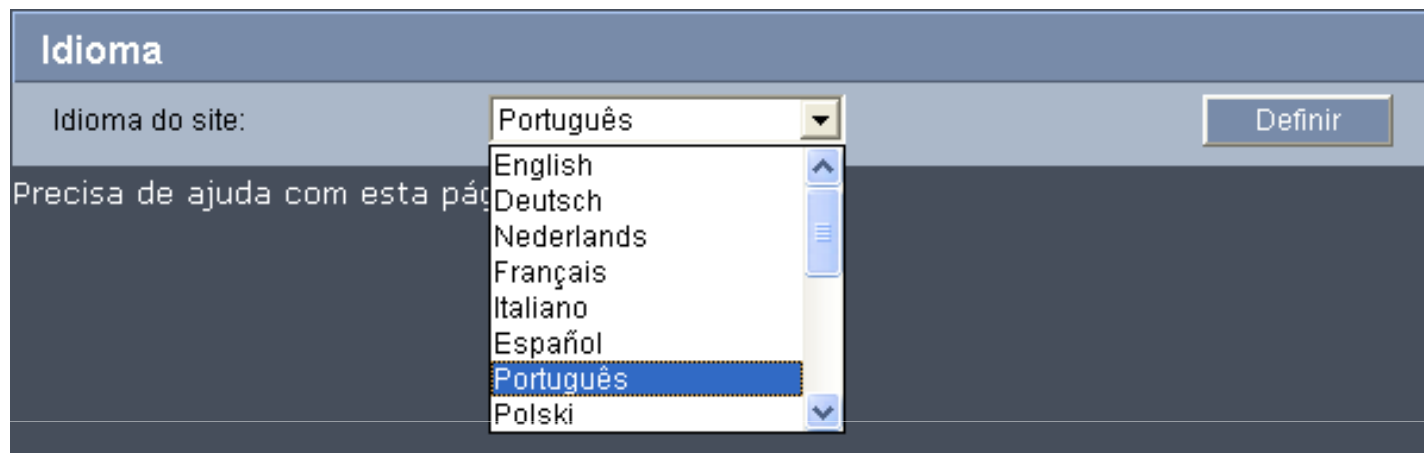 Idioma
Idioma do site: Português Definir
English
Precisa de ajuda com esta
Deutsch
Nederlands
Français
Italiano
Español
Português
Polski